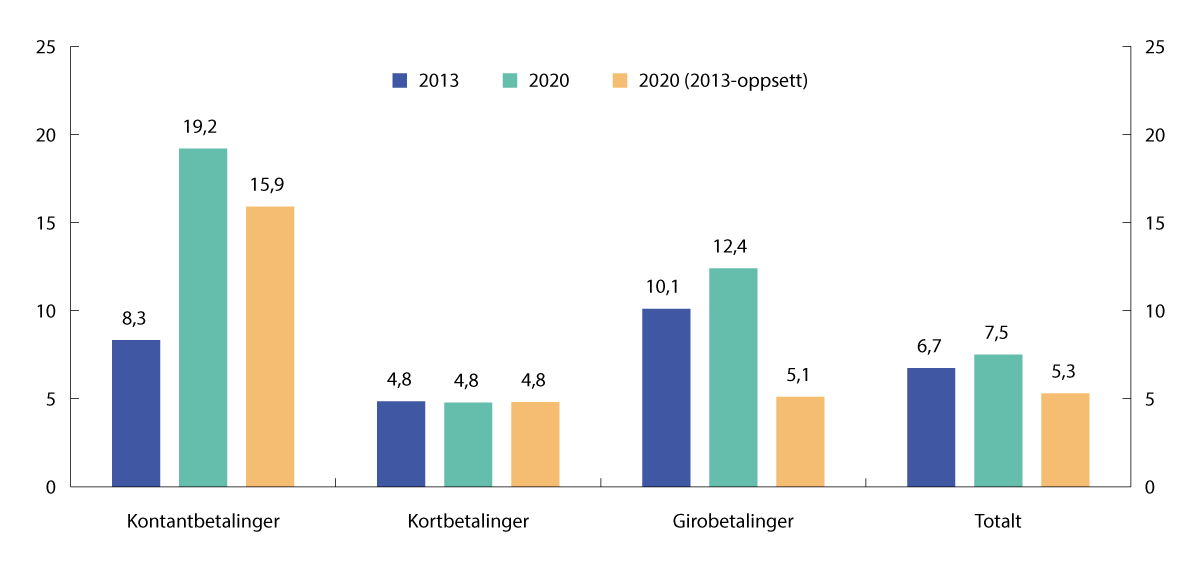 25 25
2013 2020 2020 (2013-oppsett)
20 20
15 15
10 10
5 5
0 0
8,3 19,2 15,9
4,8 4,8 4,8
10,1 12,4 5,1
6,7 7,5 5,3
Kontantbetalinger Kortbetalinger Girobetalinger Totalt